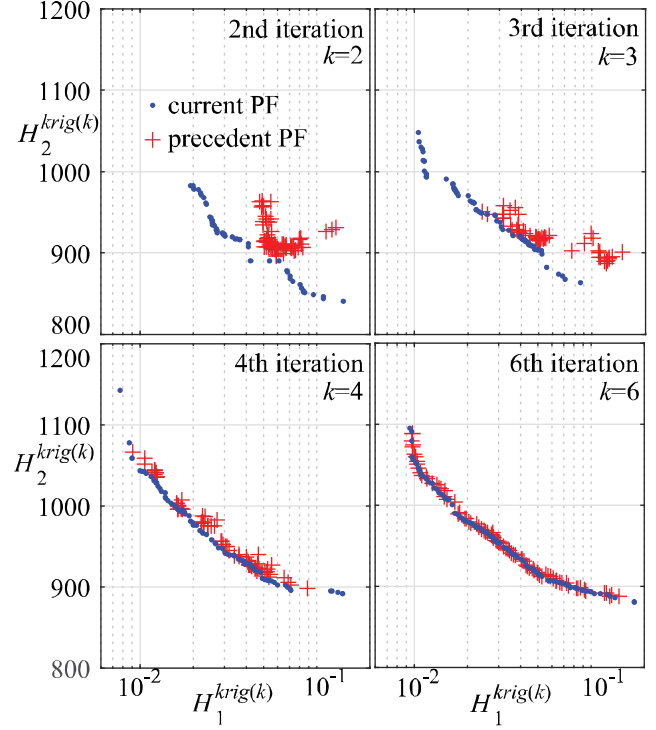 1200
2nd iteration
3rd iteration
k=2
k=3
1100
current PF
precedent PF
H_2^{krig(k)}
1000
900
800
1200
4th iteration
6th iteration
k=4
k=6
1100
H_2^{krig(k)}
1000
900
800
10^{-2} 10^{-1} 10^{-2} 10^{-1}
H_1^{krig(k)} H_1^{krig(k)}